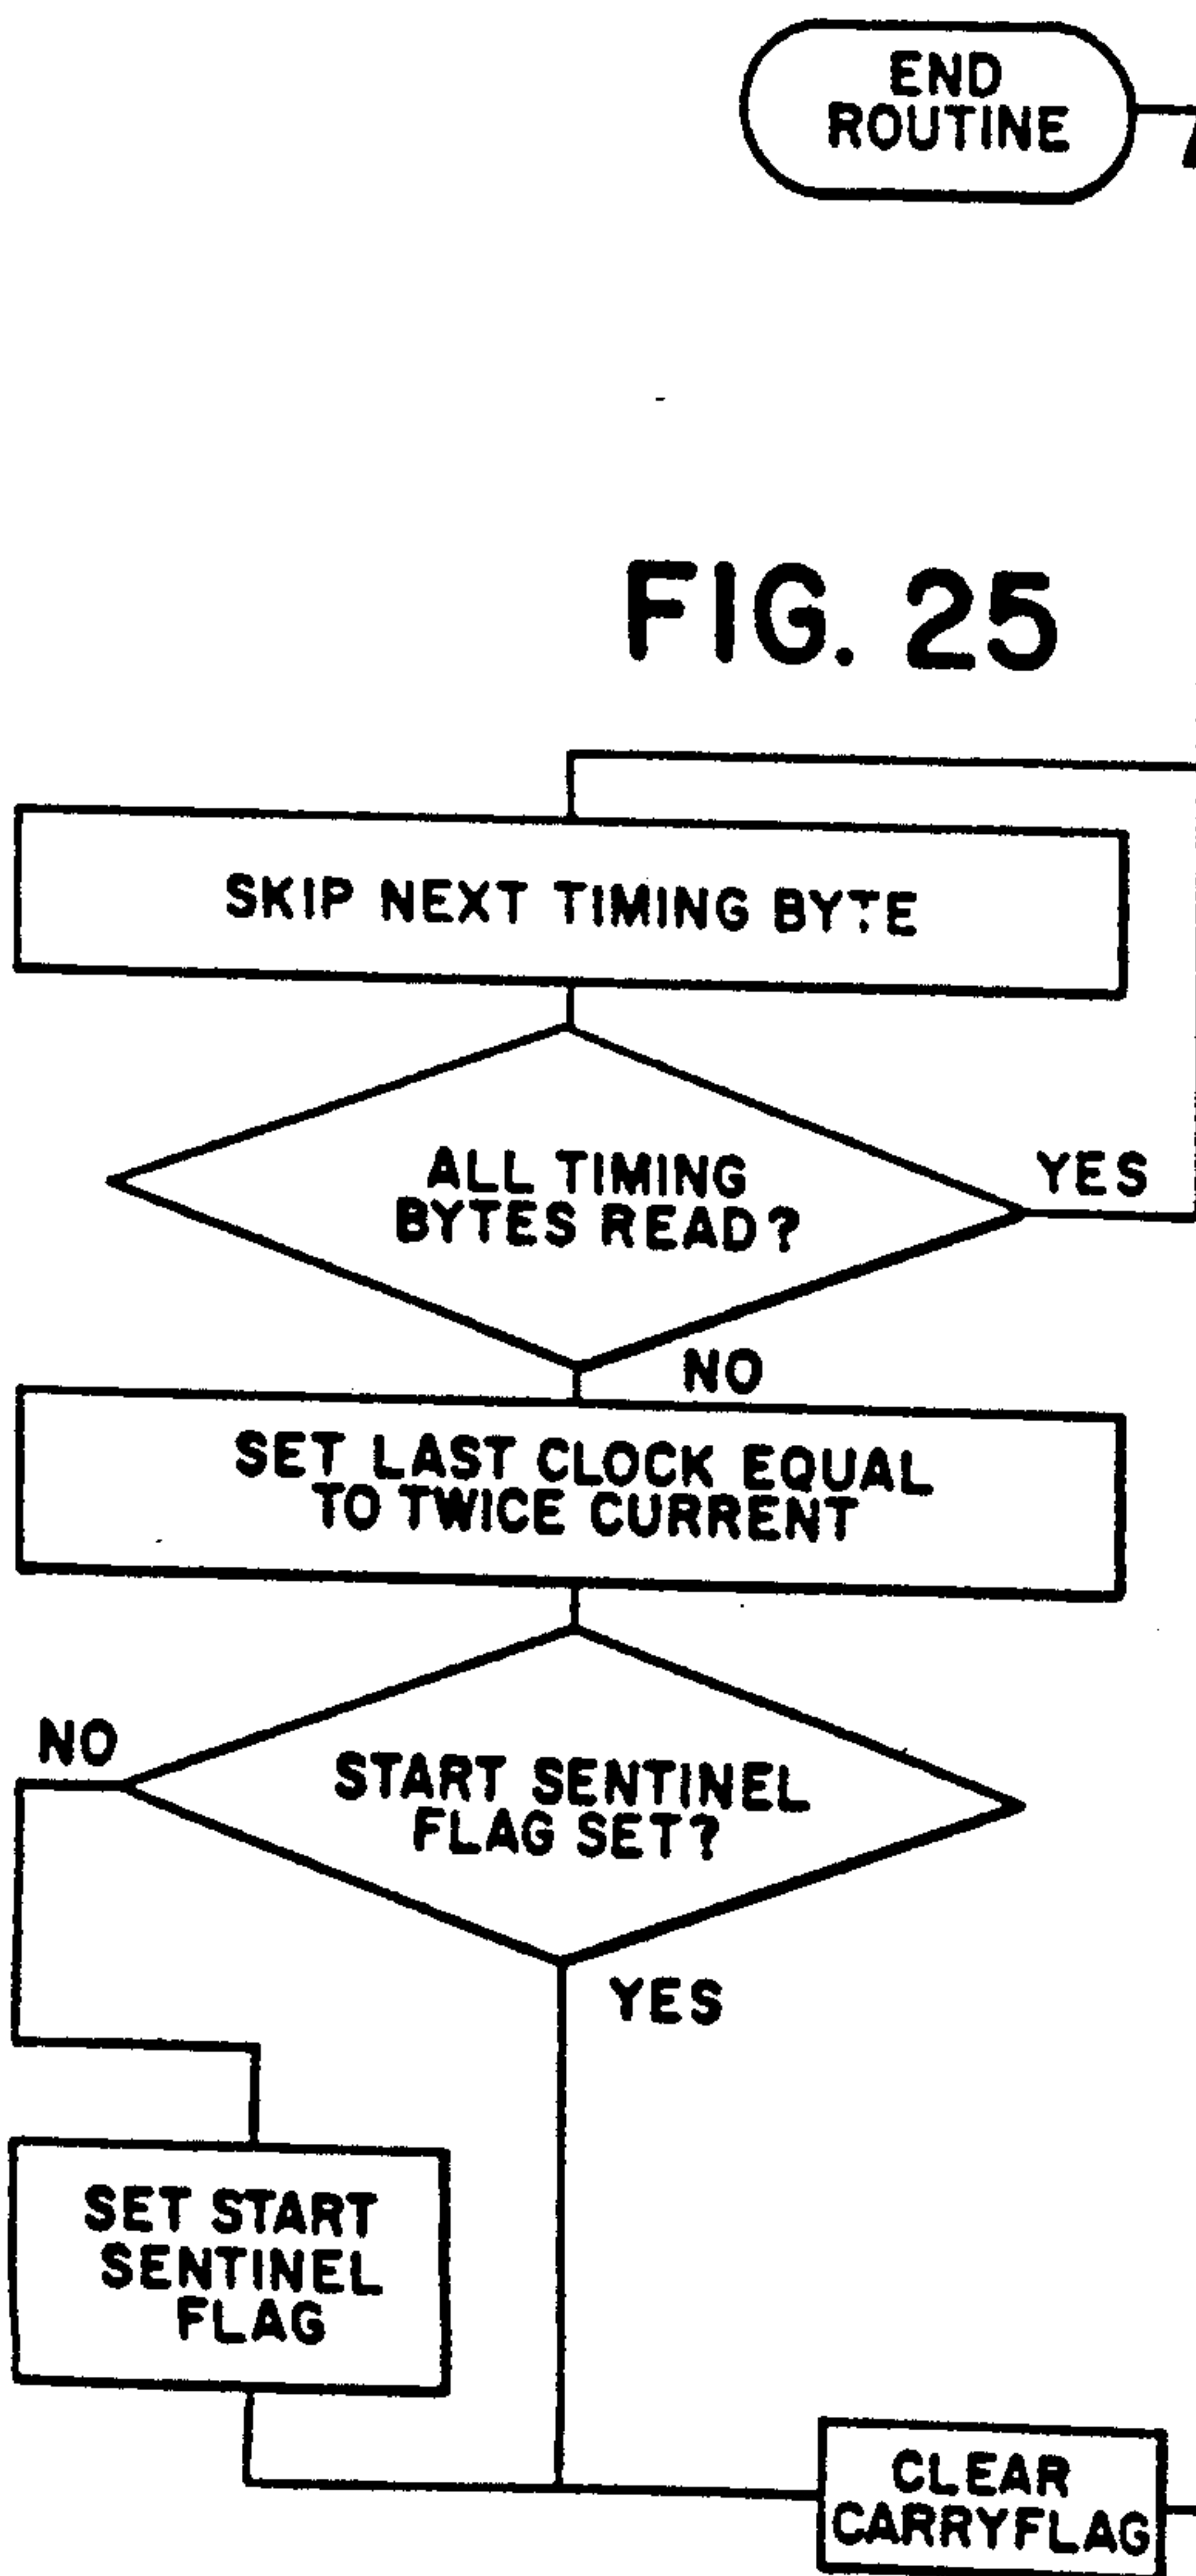 END
ROUTINE
FIG. 25
SKIP NEXT TIMING BYTE
ALL TIMING
BYTES READ?
YES
NO
SET LAST CLOCK EQUAL
TO TWICE CURRENT
NO
START SENTINEL
FLAG SET?
YES
SET START
SENTINEL
FLAG
CLEAR
CARRYFLAG